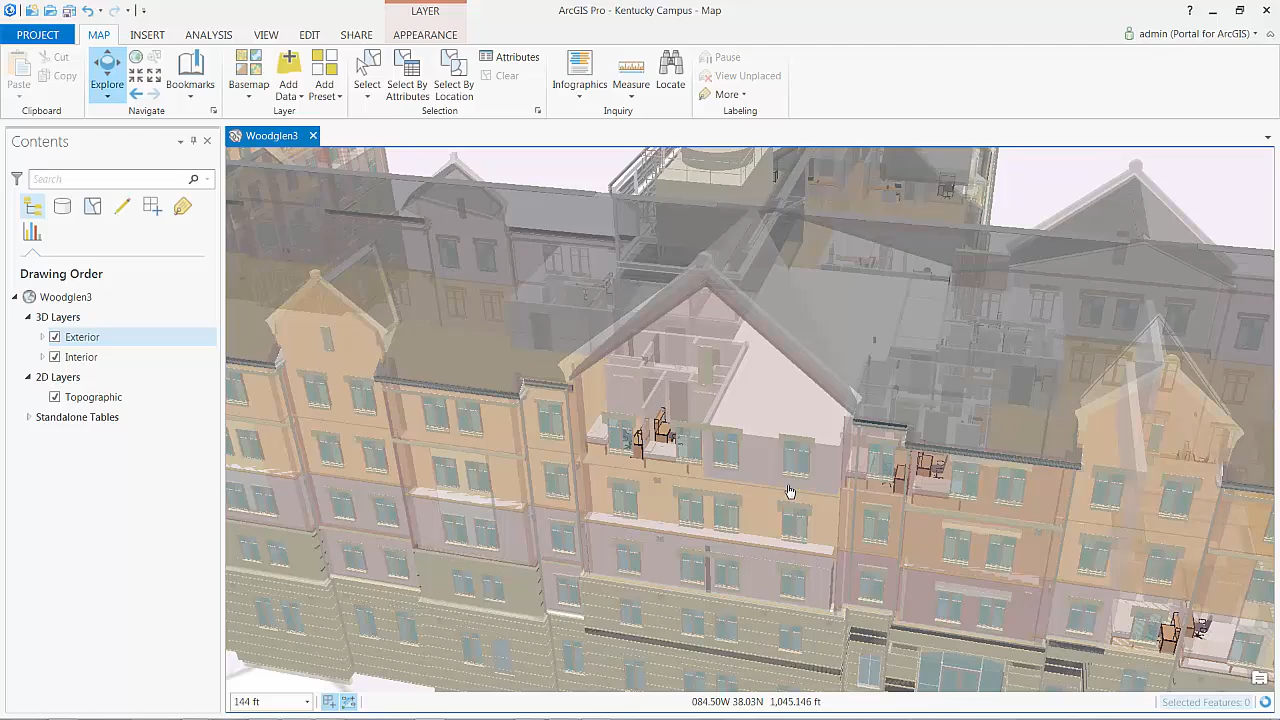 LAYER
ArcGIS Pro - Kentucky Campus - Map
PROJECT MAP INSERT ANALYSIS VIEW EDIT SHARE APPEARANCE
admin (Portal for ArcGIS)
Paste Cut Copy
Clipboard
Explore Bookmarks
Navigate
Basemap Add Data Add Preset
Layer
Select Select By Attributes Select By Location Attributes Clear
Selection
Infographics Measure Locate
Inquiry
Pause View Unplaced More
Labeling
Contents
Woodglen3
Search
Drawing Order
Woodglen3
3D Layers
Exterior
Interior
2D Layers
Topographic
Standalone Tables
144 ft
084.50W 38.03N 1,045.146 ft
Selected Features: 0